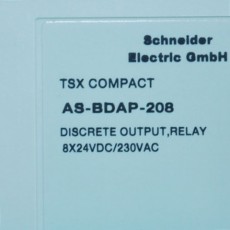 Schneider
Electric GmbH
TSX COMPACT
AS-BDAP-208
DISCRETE OUTPUT,RELAY
8X24VDC/230VAC